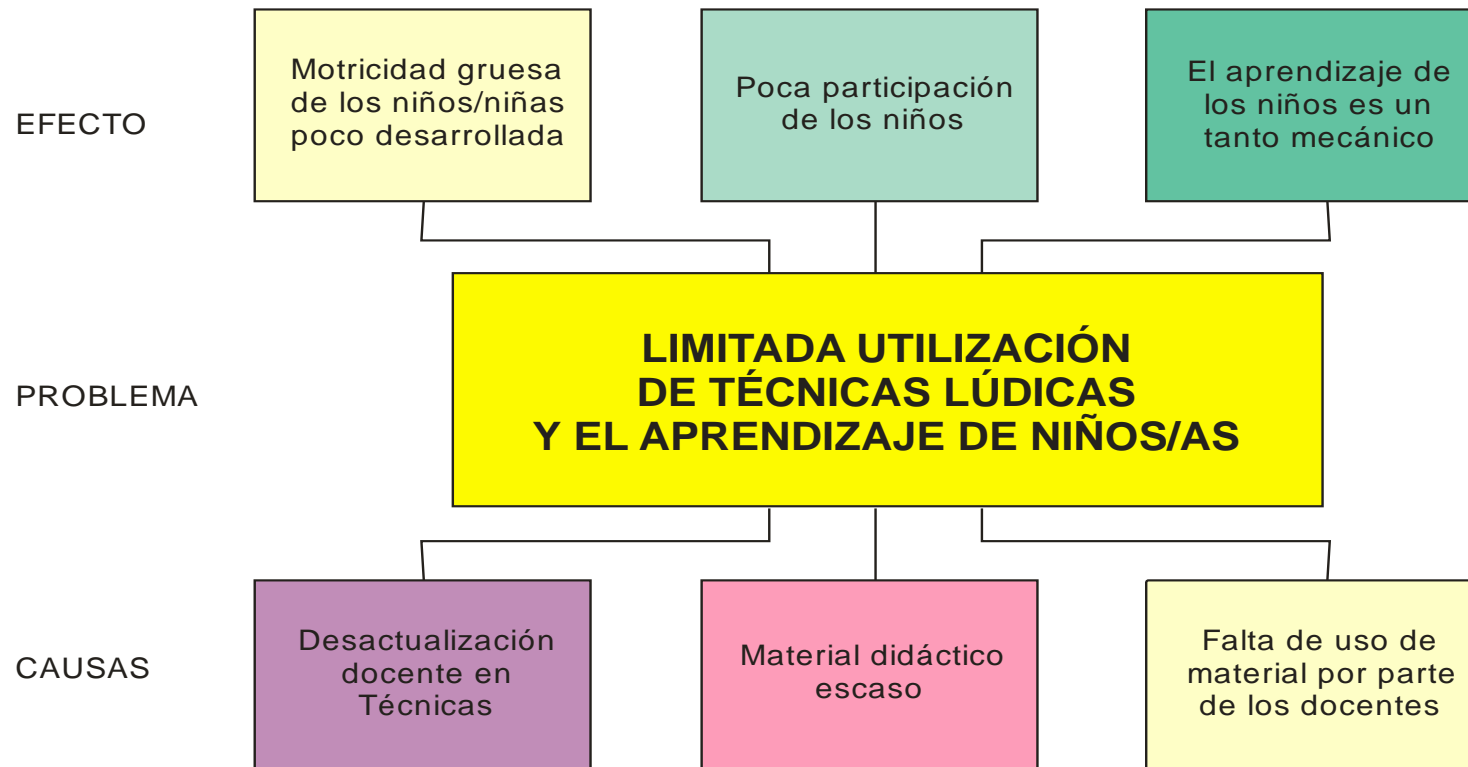 EFECTO
Motricidad gruesa
de los niños/niñas
poco desarrollada
Poca participación
de los niños
El aprendizaje de
los niños es un
tanto mecánico
PROBLEMA
LIMITADA UTILIZACIÓN
DE TÉCNICAS LÚDICAS
Y EL APRENDIZAJE DE NIÑOS/AS
CAUSAS
Desactualización
docente en
Técnicas
Material didáctico
escaso
Falta de uso de
material por parte
de los docentes